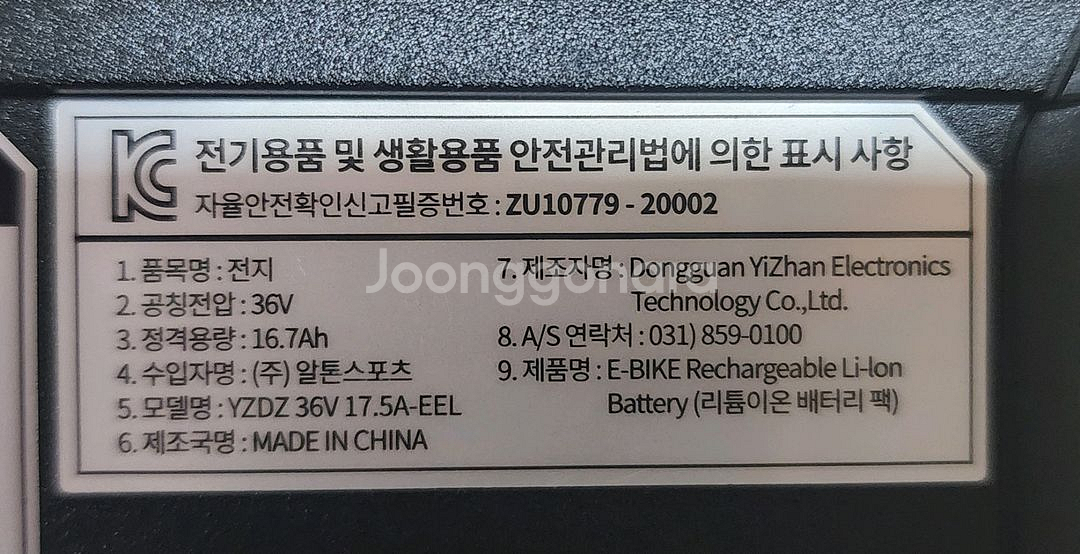 KC 전기용품 및 생활용품 안전관리법에 의한 표시 사항
자율안전확인신고필증번호 : ZU10779 - 20002
1. 품목명 : 전지
2. 공칭전압 : 36V
3. 정격용량 : 16.7Ah
4. 수입자명 : (주) 알톤스포츠
5. 모델명 : YZDZ 36V 17.5A-EEL
6. 제조국명 : MADE IN CHINA
7. 제조자명 : Dongguan YiZhan Electronics
Technology Co.,Ltd.
8. A/S 연락처 : 031) 859-0100
9. 제품명 : E-BIKE Rechargeable Li-lon
Battery (리튬이온 배터리 팩)
Joonggonara